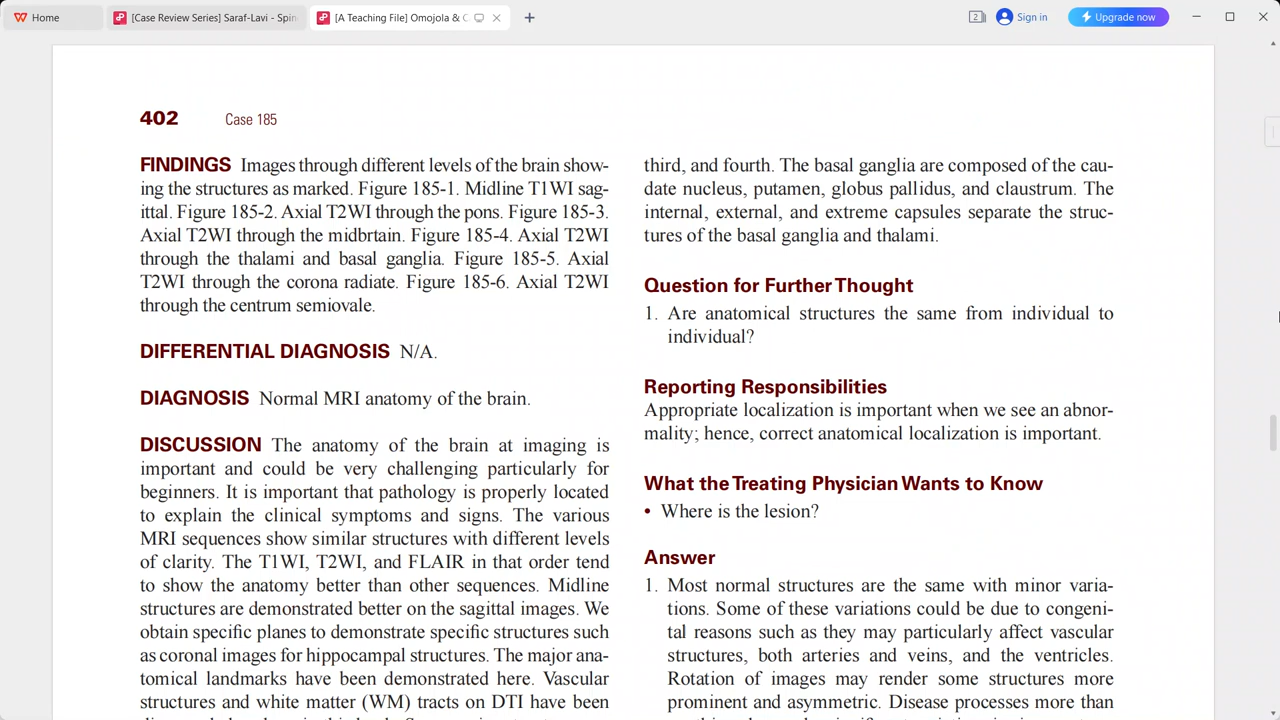 Home
[Case Review Series] Saraf-Lavi - Spin
[A Teaching File] Omojola & C
2
Sign in
Upgrade now
402 Case 185
FINDINGS Images through different levels of the brain show-
ing the structures as marked. Figure 185-1. Midline T1WI sag-
ittal. Figure 185-2. Axial T2WI through the pons. Figure 185-3.
Axial T2WI through the midbrtain. Figure 185-4. Axial T2WI
through the thalami and basal ganglia. Figure 185-5. Axial
T2WI through the corona radiate. Figure 185-6. Axial T2WI
through the centrum semiovale.
DIFFERENTIAL DIAGNOSIS N/A.
DIAGNOSIS Normal MRI anatomy of the brain.
DISCUSSION The anatomy of the brain at imaging is
important and could be very challenging particularly for
beginners. It is important that pathology is properly located
to explain the clinical symptoms and signs. The various
MRI sequences show similar structures with different levels
of clarity. The T1WI, T2WI, and FLAIR in that order tend
to show the anatomy better than other sequences. Midline
structures are demonstrated better on the sagittal images. We
obtain specific planes to demonstrate specific structures such
as coronal images for hippocampal structures. The major ana-
tomical landmarks have been demonstrated here. Vascular
structures and white matter (WM) tracts on DTI have been
third, and fourth. The basal ganglia are composed of the cau-
date nucleus, putamen, globus pallidus, and claustrum. The
internal, external, and extreme capsules separate the struc-
tures of the basal ganglia and thalami.
Question for Further Thought
1. Are anatomical structures the same from individual to
individual?
Reporting Responsibilities
Appropriate localization is important when we see an abnor-
mality; hence, correct anatomical localization is important.
What the Treating Physician Wants to Know
• Where is the lesion?
Answer
1. Most normal structures are the same with minor varia-
tions. Some of these variations could be due to congeni-
tal reasons such as they may particularly affect vascular
structures, both arteries and veins, and the ventricles.
Rotation of images may render some structures more
prominent and asymmetric. Disease processes more than